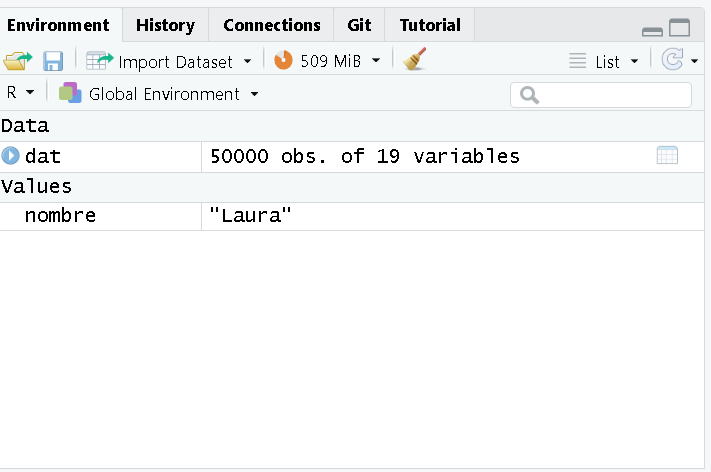 Environment History Connections Git Tutorial
Import Dataset 509 MiB List
R Global Environment
Data
dat 50000 obs. of 19 variables
Values
nombre "Laura"